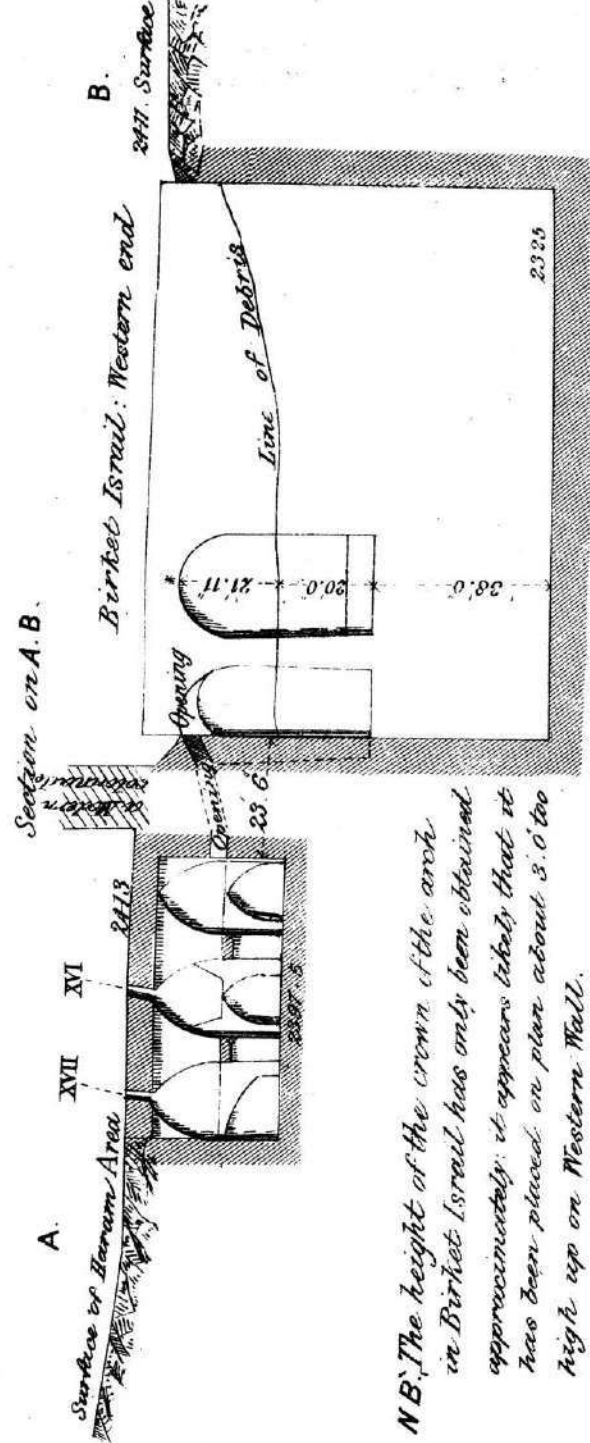 Section on A.B.
A.
B.
Surface of Haram Area
XVII
XVI
2413
a Modern
colonnade
2411. Surface
Birket Israil: Western end
Opening
Opening
Line of Debris
21'.11"
20'.0
38'.0"
23'.6"
2397.5
2325
NB. The height of the crown of the arch
in Birket Israil has only been obtained
approximately: it appears likely that it
has been placed on plan about 3.0' too
high up on Western Wall.